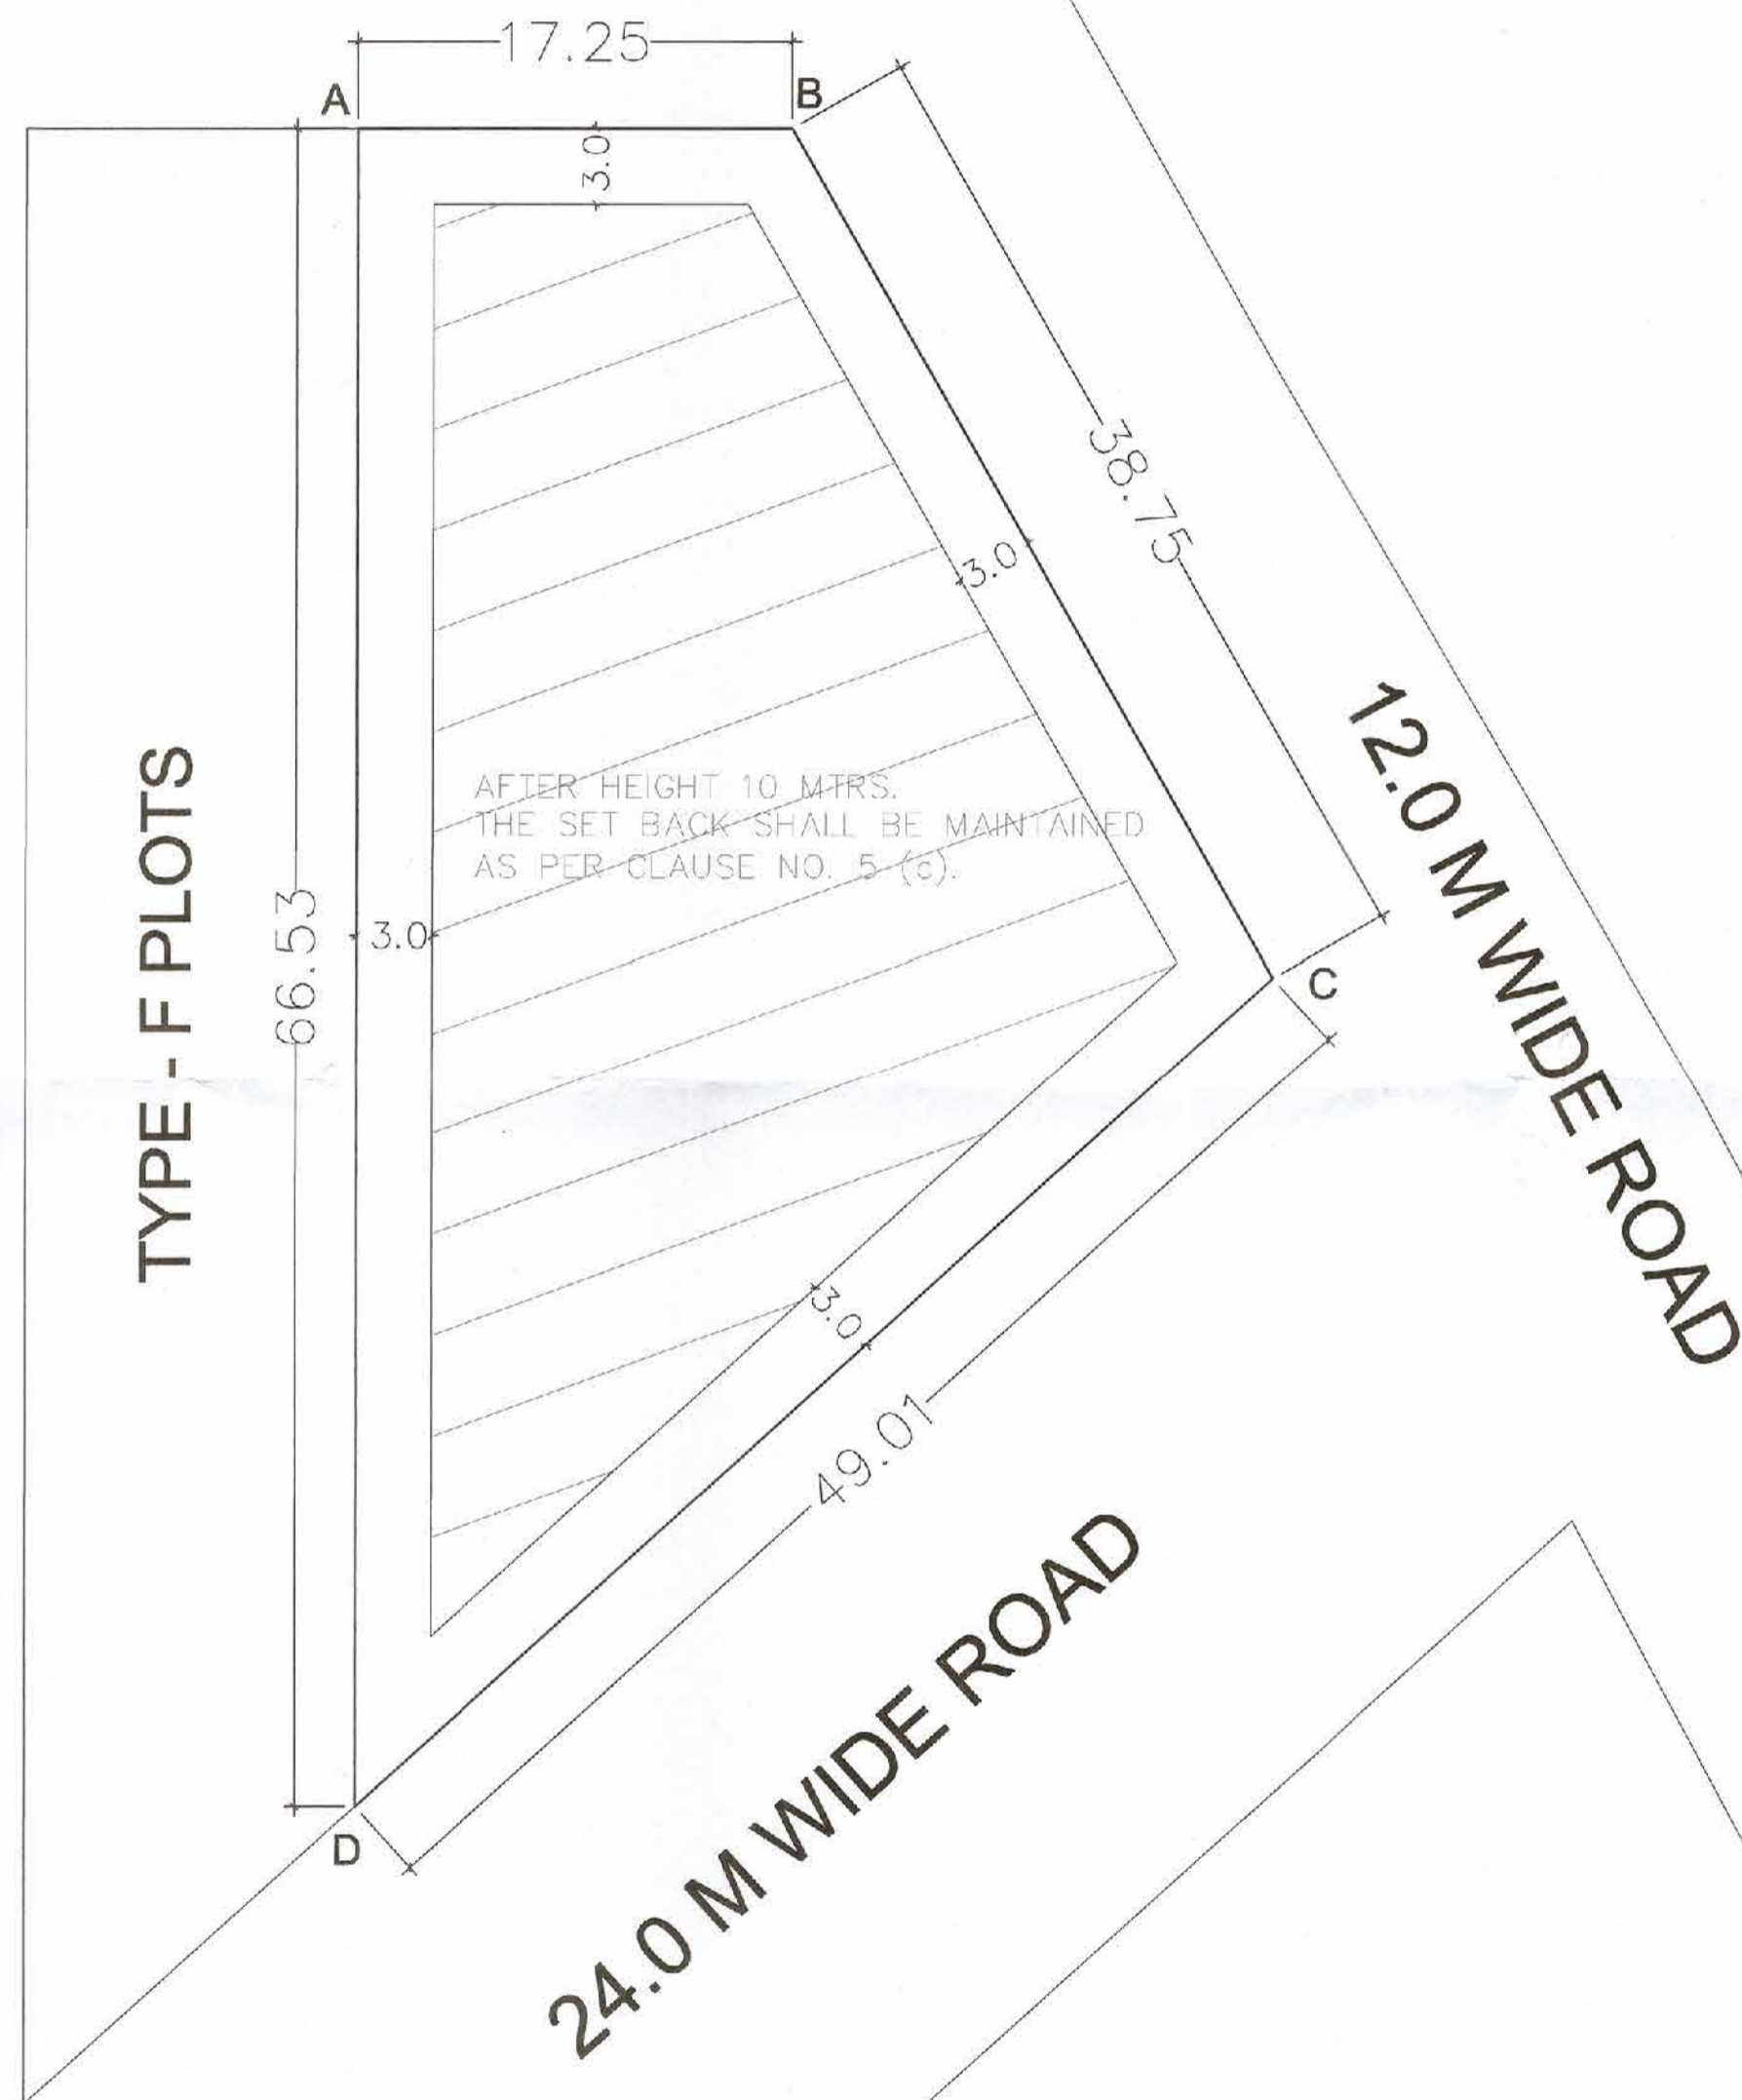 17.25
A
B
3.0
38.75
3.0
12.0 M WIDE ROAD
TYPE - F PLOTS
66.53
3.0
AFTER HEIGHT 10 MTRS.
THE SET BACK SHALL BE MAINTAINED
AS PER CLAUSE NO. 5 (c).
C
3.0
49.01
D
24.0 M WIDE ROAD